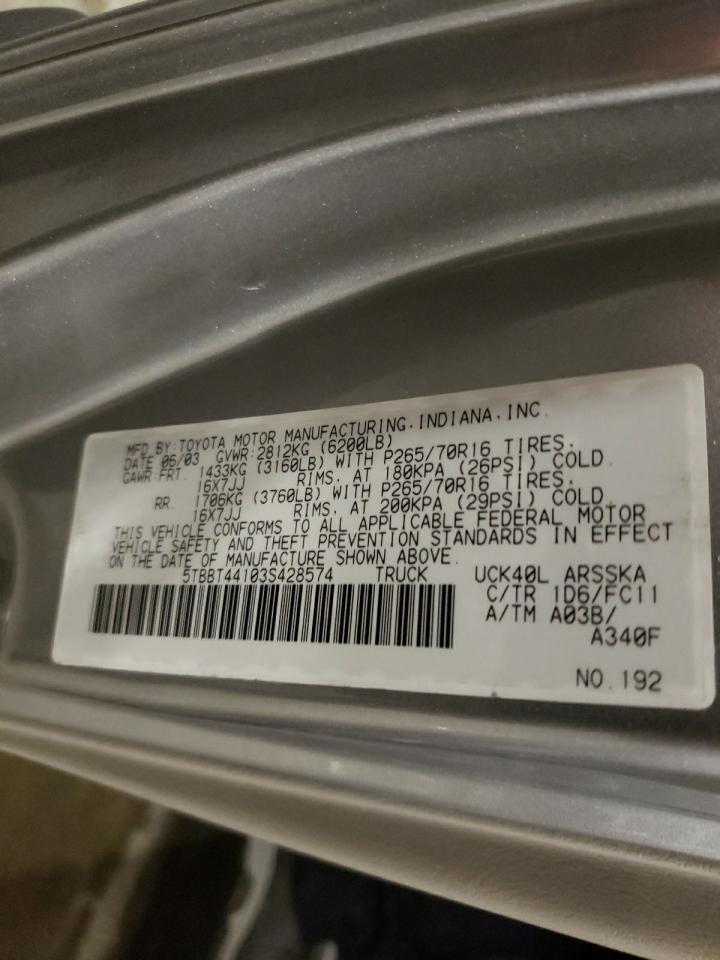 MFD.BY:TOYOTA MOTOR MANUFACTURING.INDIANA,INC.
DATE 06/03 GVWR:2812KG (6200LB)
GAWR:FRT. 1433KG (3160LB) WITH P265/70R16 TIRES,
16X7JJ RIMS, AT 180KPA (26PSI) COLD.
RR. 1706KG (3760LB) WITH P265/70R16 TIRES,
16X7JJ RIMS, AT 200KPA (29PSI) COLD.
THIS VEHICLE CONFORMS TO ALL APPLICABLE FEDERAL MOTOR
VEHICLE SAFETY AND THEFT PREVENTION STANDARDS IN EFFECT
ON THE DATE OF MANUFACTURE SHOWN ABOVE.
5TBBT44103S428574 TRUCK UCK40L ARSSKA
C/TR 1D6/FC11
A/TM A03B/
A340F
NO.192